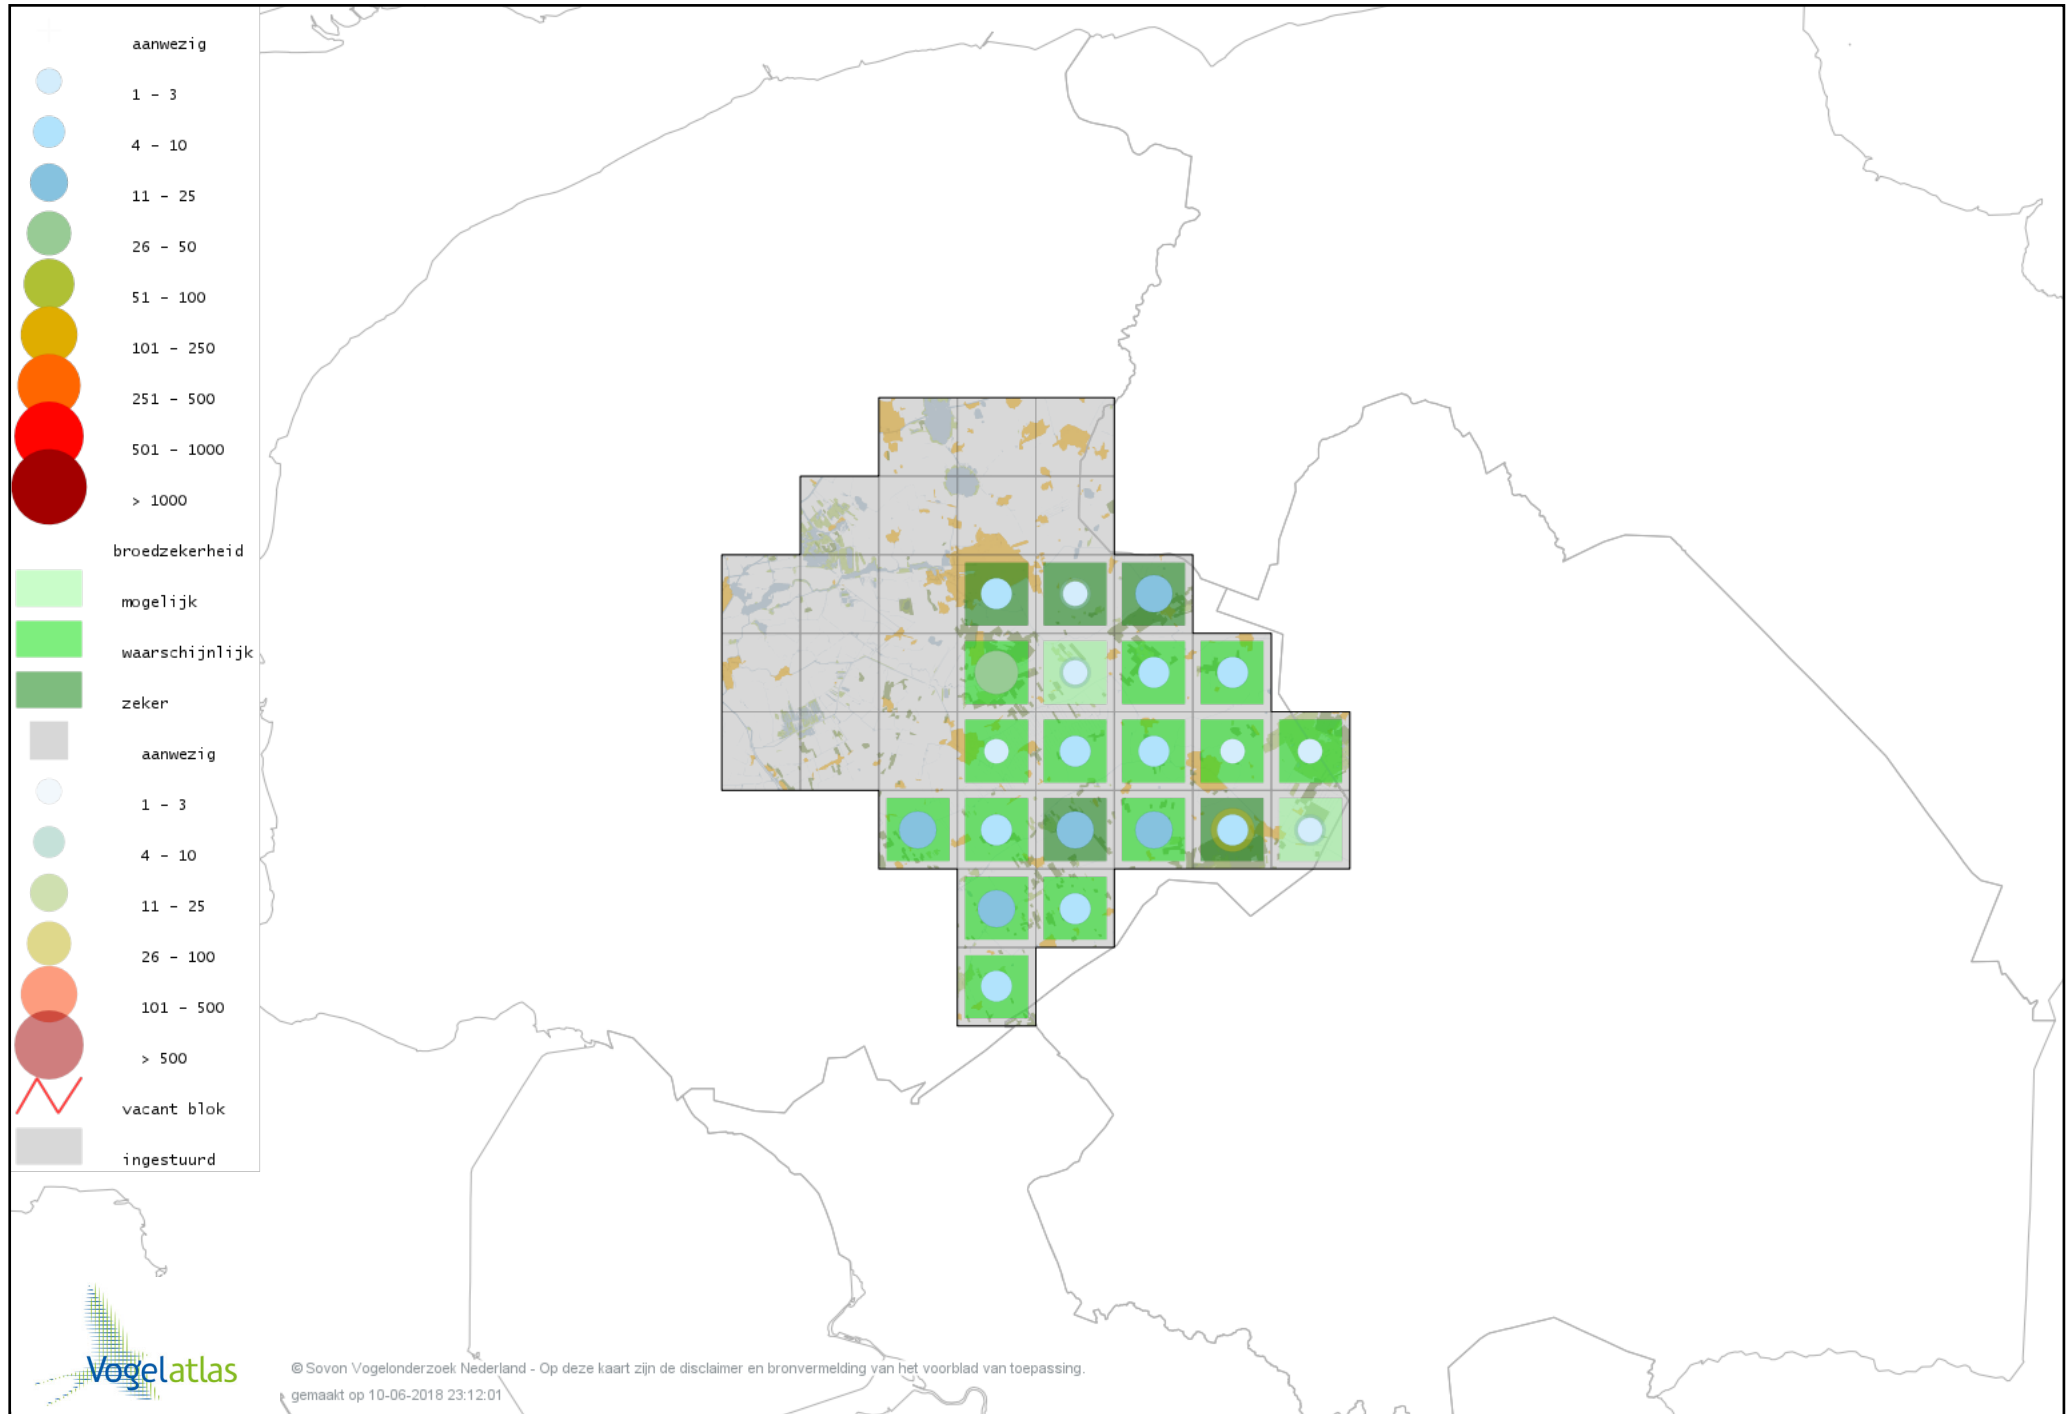 aanwezig
1 - 3
4 - 10
11 - 25
26 - 50
51 - 100
101 - 250
251 - 500
501 - 1000
> 1000
broedzekerheid
mogelijk
waarschijnlijk
zeker
aanwezig
1 - 3
4 - 10
11 - 25
26 - 100
101 - 500
> 500
vacant blok
ingestuurd
Vogelatlas
© Sovon Vogelonderzoek Nederland - Op deze kaart zijn de disclaimer en bronvermelding van het voorblad van toepassing.
gemaakt op 10-06-2018 23:12:01